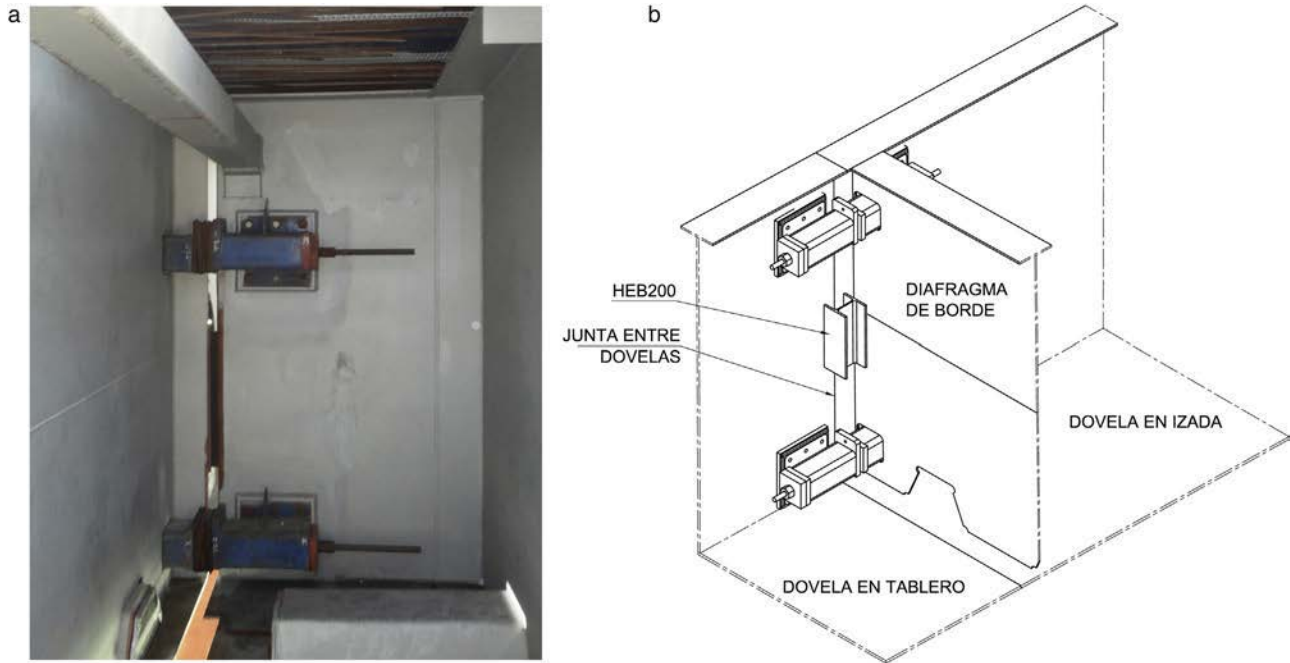 a
b
HEB200
JUNTA ENTRE
DOVELAS
DIAFRAGMA
DE BORDE
DOVELA EN IZADA
DOVELA EN TABLERO